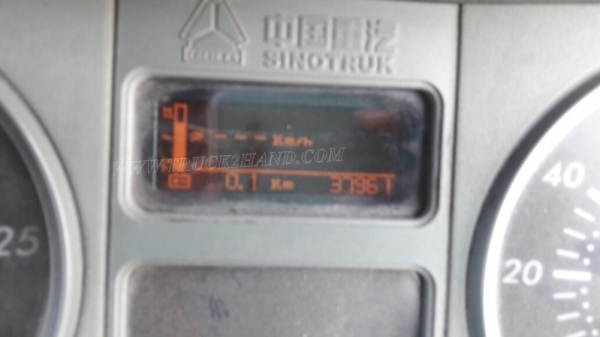 中国重汽
SINOTRUK
--- Km/h
WWW.TRUCK2HAND.COM
0.1 Km 37961
25
40
20